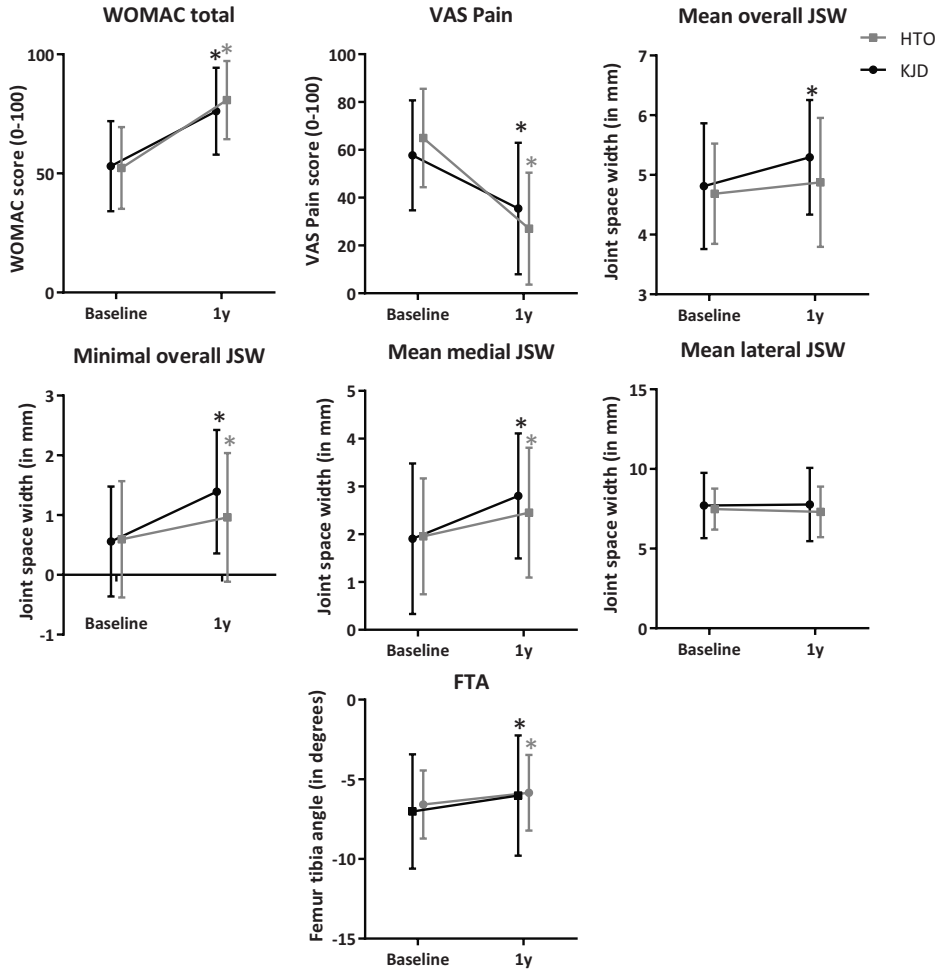 WOMAC total
VAS Pain
Mean overall JSW
HTO
KJD
WOMAC score (0-100)
100
50
0
Baseline
1y
*
*
VAS Pain score (0-100)
100
80
60
40
20
0
Baseline
1y
*
*
Joint space width (in mm)
7
6
5
4
3
Baseline
1y
*
Minimal overall JSW
Mean medial JSW
Mean lateral JSW
Joint space width (in mm)
3
2
1
0
-1
Baseline
1y
*
*
Joint space width (in mm)
5
4
3
2
1
0
Baseline
1y
*
*
Joint space width (in mm)
15
10
5
0
Baseline
1y
FTA
Femur tibia angle (in degrees)
0
-5
-10
-15
Baseline
1y
*
*